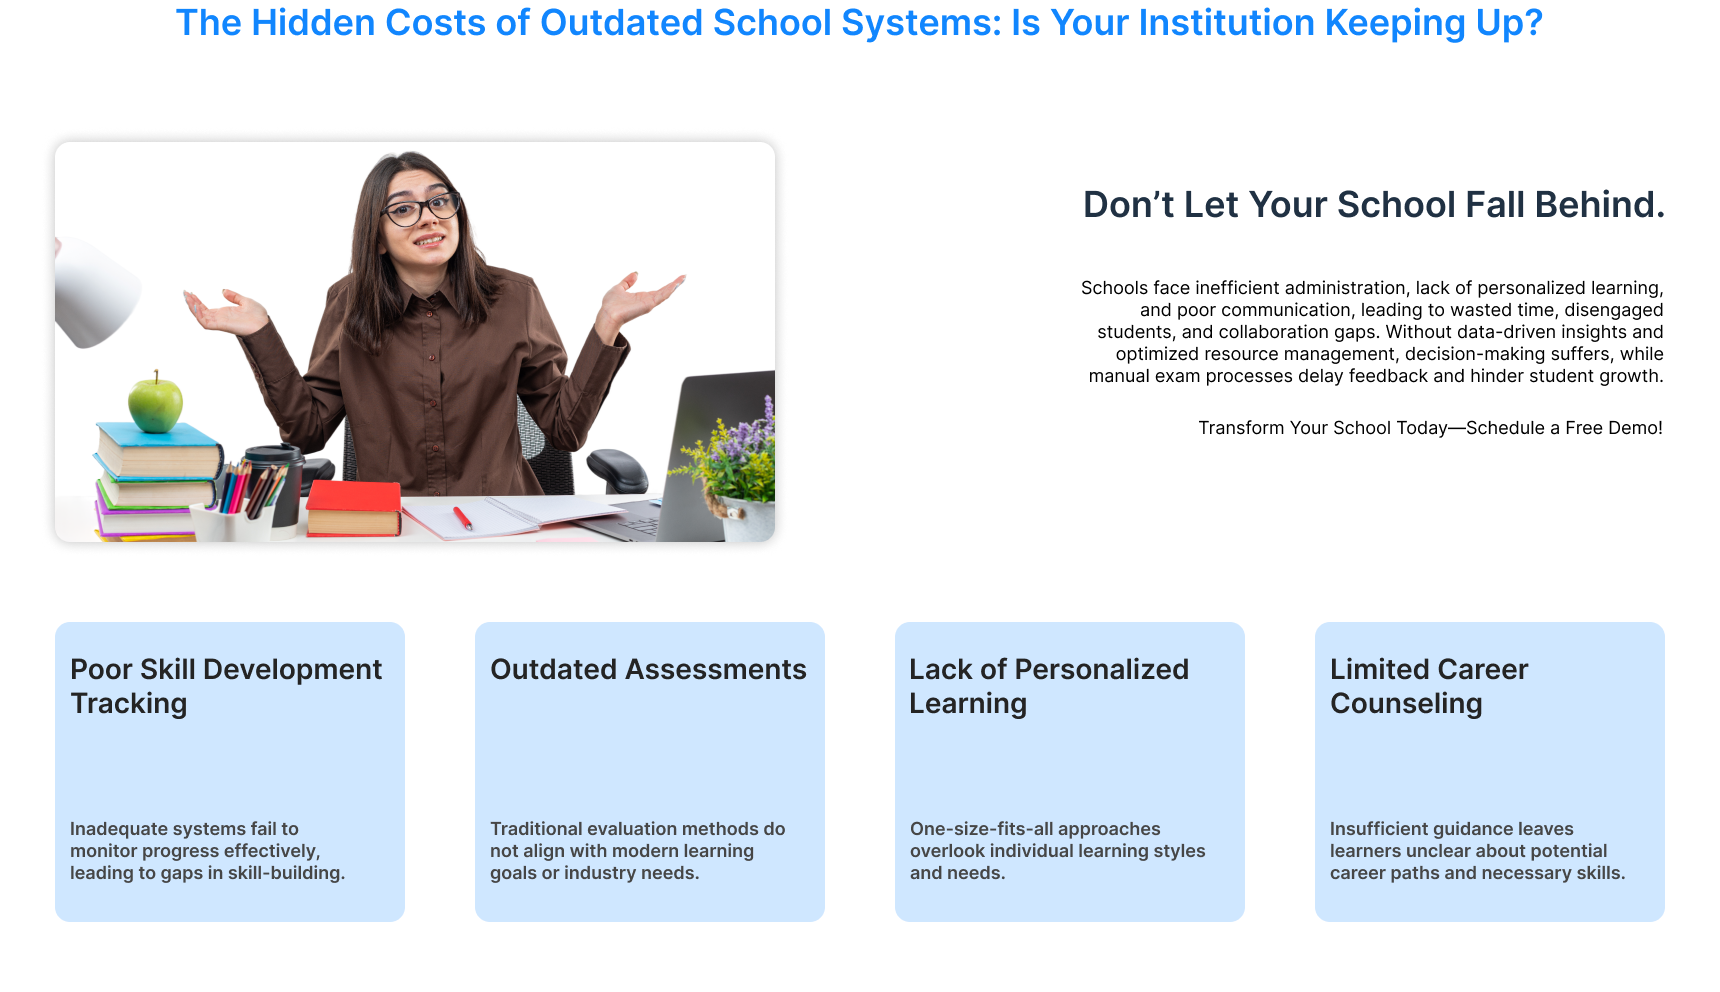 The Hidden Costs of Outdated School Systems: Is Your Institution Keeping Up?
Don’t Let Your School Fall Behind.
Schools face inefficient administration, lack of personalized learning,
and poor communication, leading to wasted time, disengaged
students, and collaboration gaps. Without data-driven insights and
optimized resource management, decision-making suffers, while
manual exam processes delay feedback and hinder student growth.
Transform Your School Today—Schedule a Free Demo!
Poor Skill Development
Tracking
Inadequate systems fail to
monitor progress effectively,
leading to gaps in skill-building.
Outdated Assessments
Traditional evaluation methods do
not align with modern learning
goals or industry needs.
Lack of Personalized
Learning
One-size-fits-all approaches
overlook individual learning styles
and needs.
Limited Career
Counseling
Insufficient guidance leaves
learners unclear about potential
career paths and necessary skills.